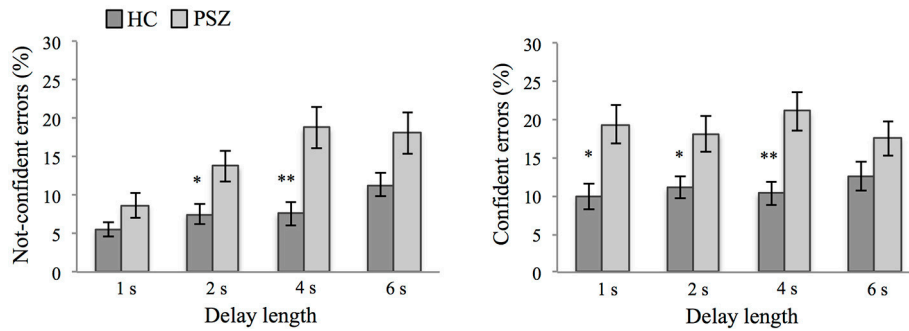 HC PSZ
Not-confident errors (%)
30
25
20
15
10
5
0
* **
1 s 2 s 4 s 6 s
Delay length
Confident errors (%)
30
25
20
15
10
5
0
* * **
1 s 2 s 4 s 6 s
Delay length